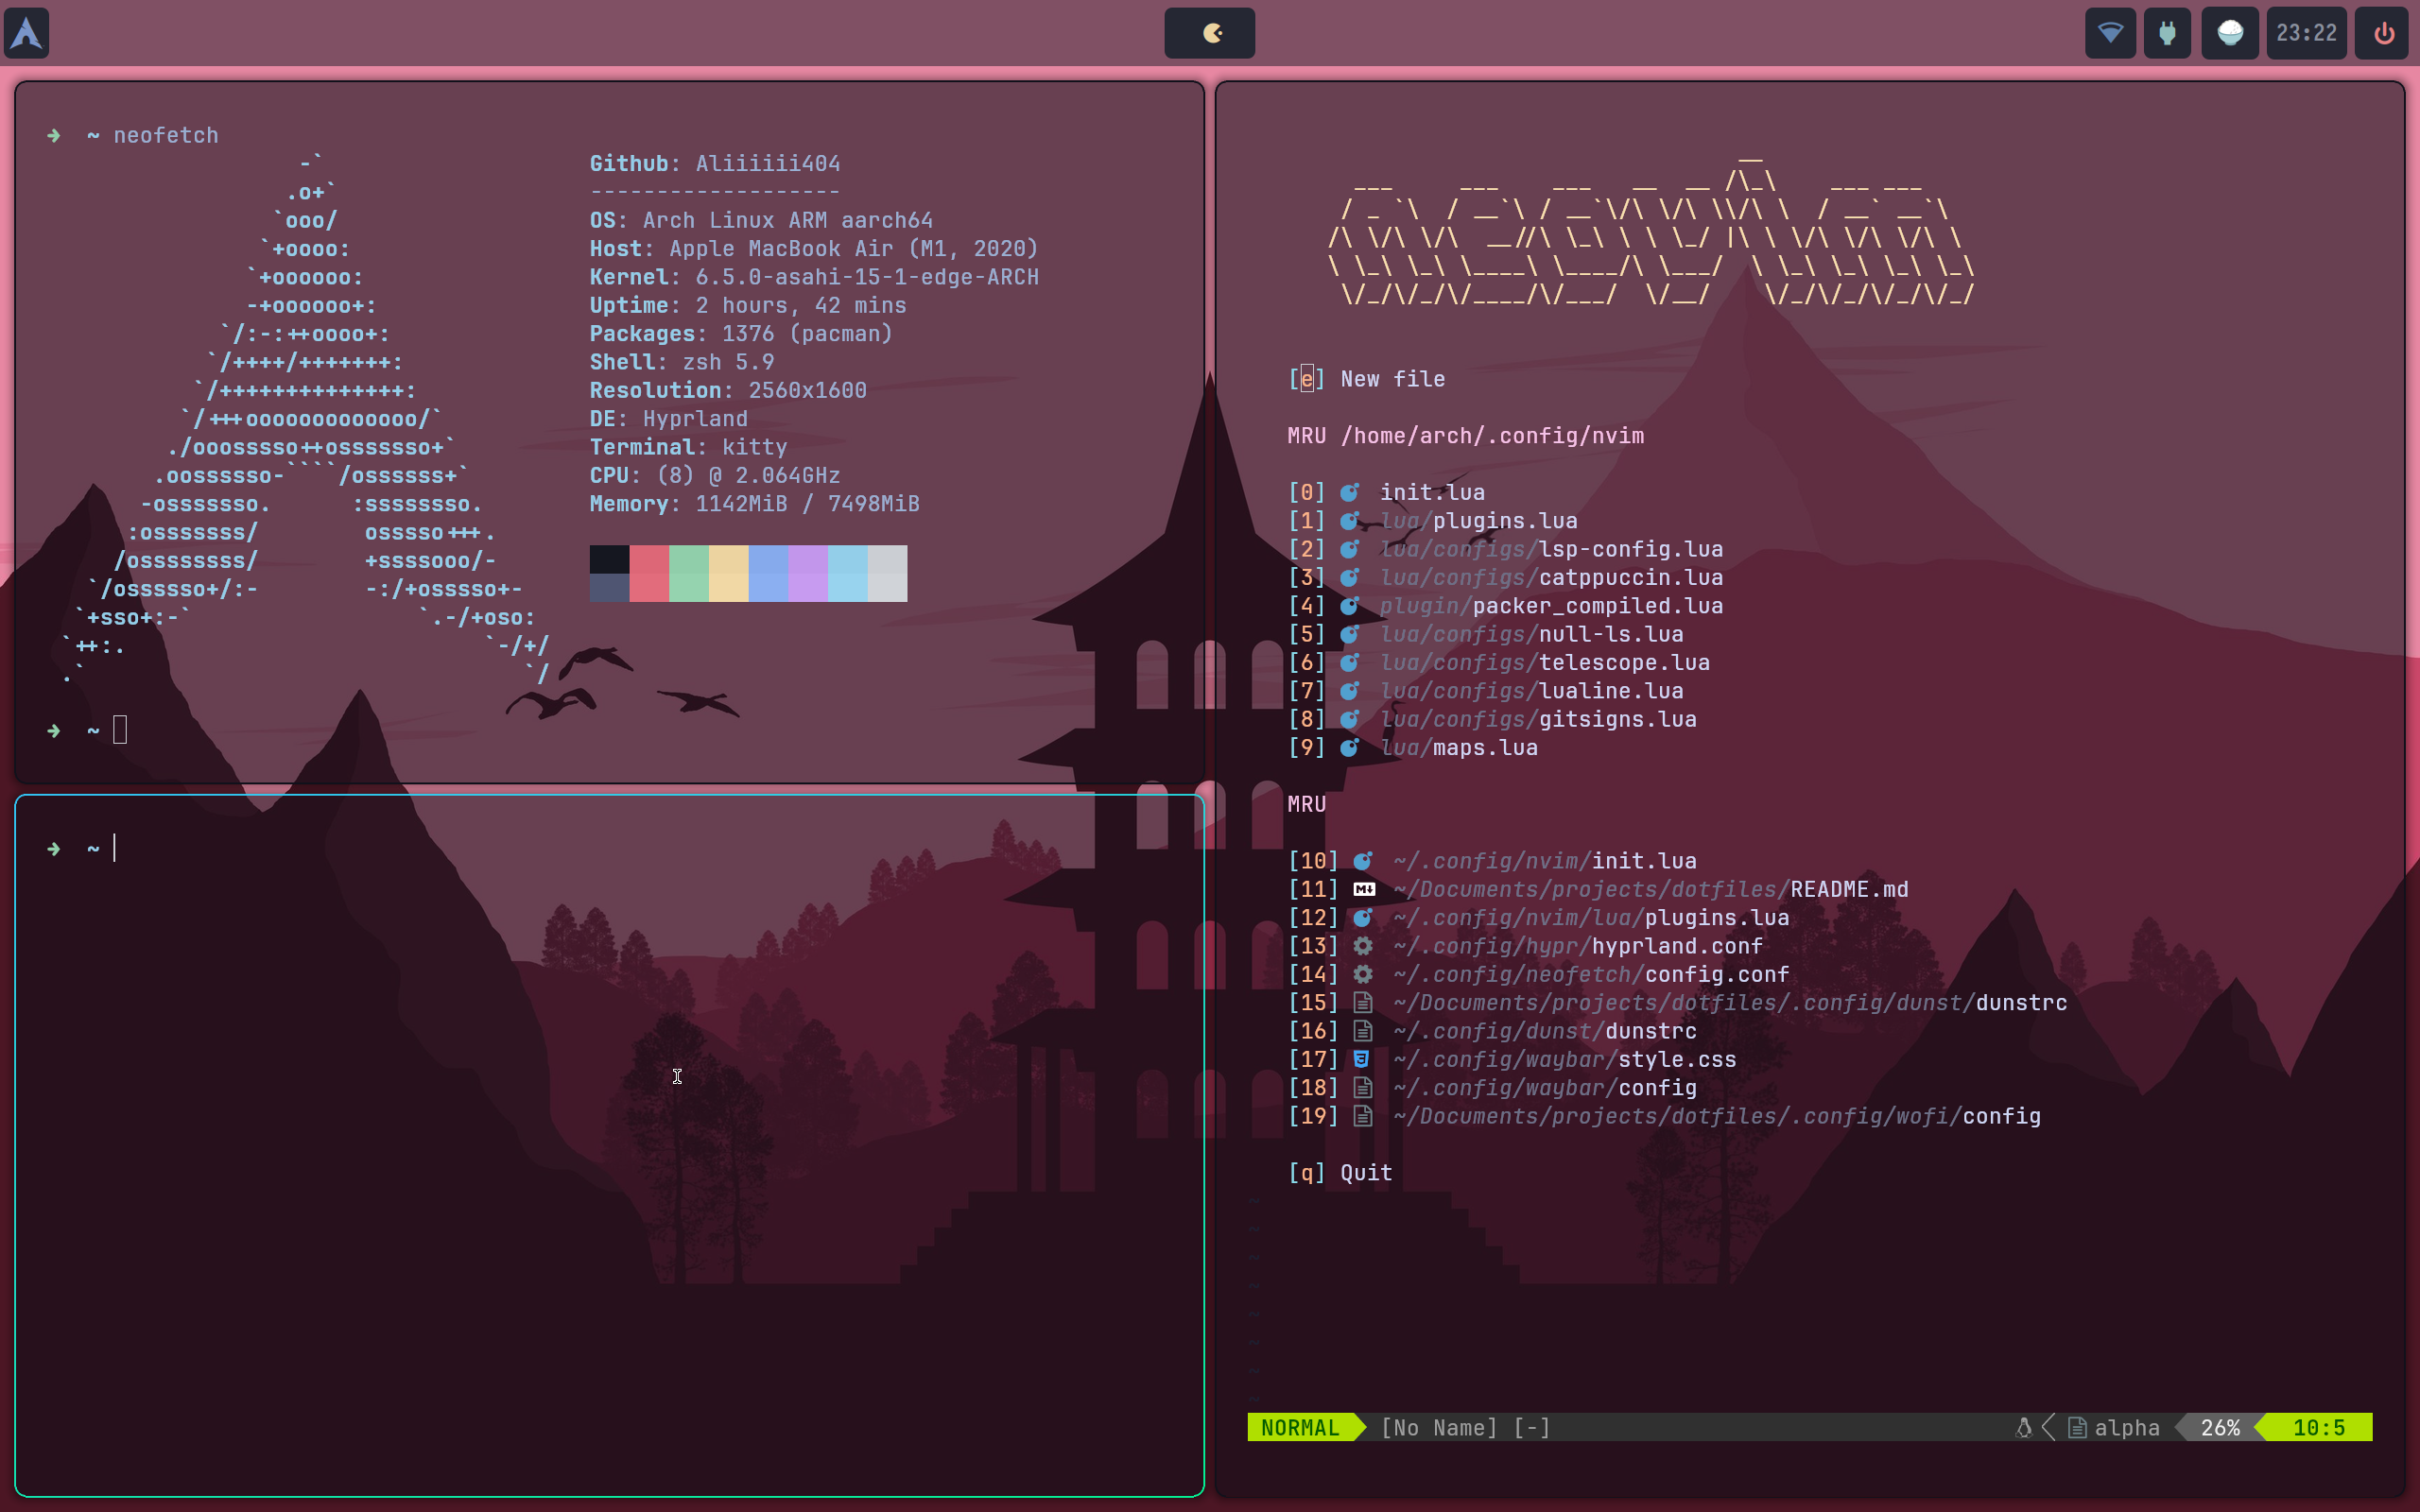 23:22
~ neofetch
Github: Aliiiiii404
-------------------
OS: Arch Linux ARM aarch64
Host: Apple MacBook Air (M1, 2020)
Kernel: 6.5.0-asahi-15-1-edge-ARCH
Uptime: 2 hours, 42 mins
Packages: 1376 (pacman)
Shell: zsh 5.9
Resolution: 2560x1600
DE: Hyprland
Terminal: kitty
CPU: (8) @ 2.064GHz
Memory: 1142MiB / 7498MiB
~
~
neovim
[e] New file
MRU /home/arch/.config/nvim
[0] init.lua
[1] lua/plugins.lua
[2] lua/configs/lsp-config.lua
[3] lua/configs/catppuccin.lua
[4] plugin/packer_compiled.lua
[5] lua/configs/null-ls.lua
[6] lua/configs/telescope.lua
[7] lua/configs/lualine.lua
[8] lua/configs/gitsigns.lua
[9] lua/maps.lua
MRU
[10] ~/.config/nvim/init.lua
[11] ~/Documents/projects/dotfiles/README.md
[12] ~/.config/nvim/lua/plugins.lua
[13] ~/.config/hypr/hyprland.conf
[14] ~/.config/neofetch/config.conf
[15] ~/Documents/projects/dotfiles/.config/dunst/dunstrc
[16] ~/.config/dunst/dunstrc
[17] ~/.config/waybar/style.css
[18] ~/.config/waybar/config
[19] ~/Documents/projects/dotfiles/.config/wofi/config
[q] Quit
NORMAL [No Name] [-] alpha 26% 10:5